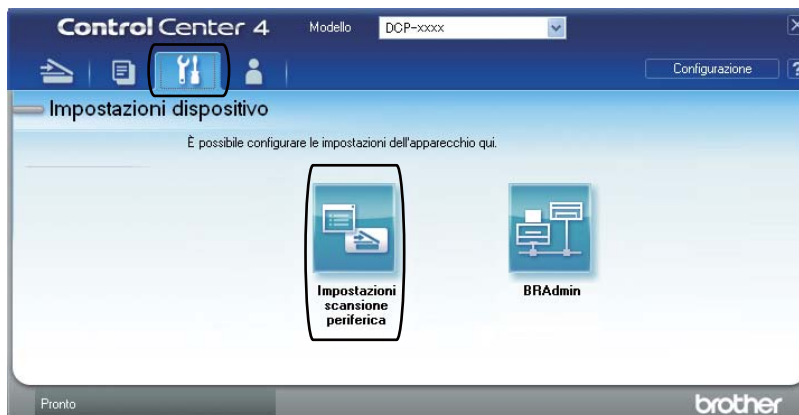 Control Center 4
Modello
DCP-xxxx
X
Configurazione
?
Impostazioni dispositivo
È possibile configurare le impostazioni dell'apparecchio qui.
Impostazioni
scansione
periferica
BRAdmin
Pronto
brother